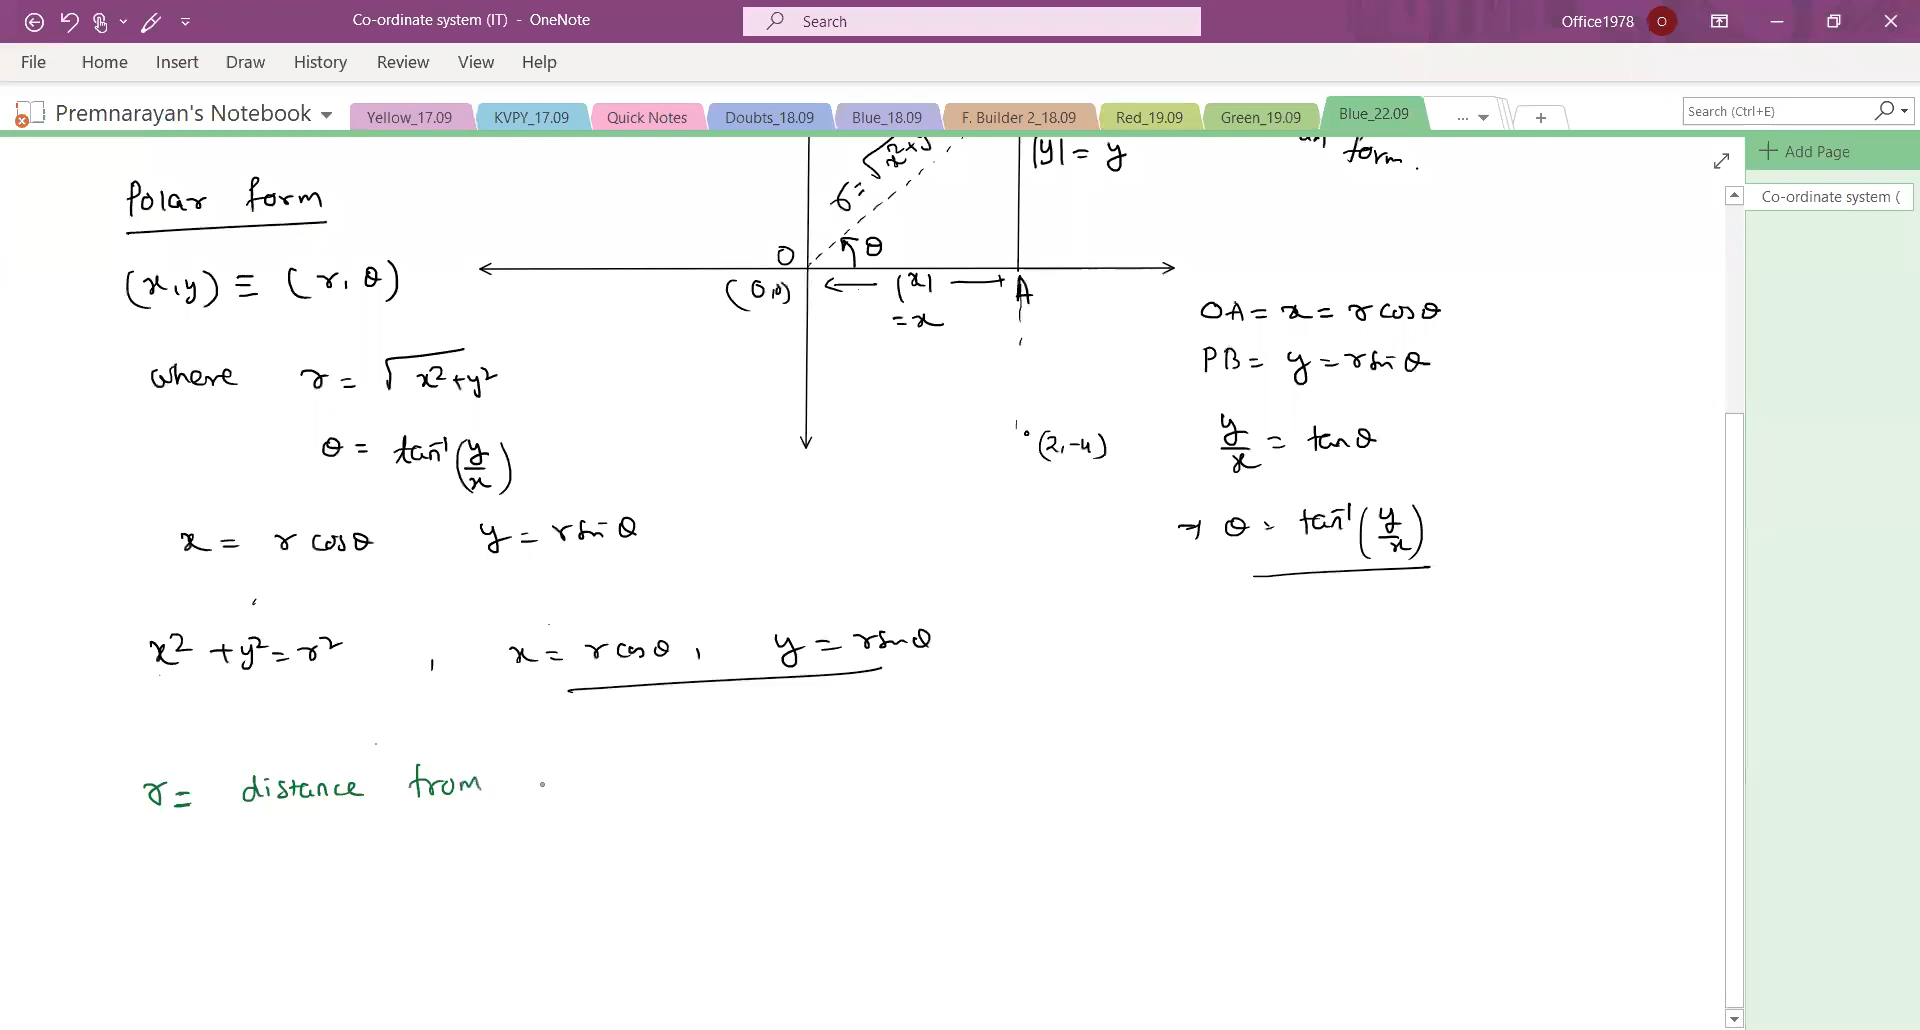 Co-ordinate system (IT) - OneNote
Search
Office1978
O
File Home Insert Draw History Review View Help
Premnarayan's Notebook
Yellow_17.09 KVPY_17.09 Quick Notes Doubts_18.09 Blue_18.09 F. Builder 2_18.09 Red_19.09 Green_19.09 Blue_22.09 ...
Search (Ctrl+E)
Add Page
Co-ordinate system (
|y| = y
form.
Polar form
(x,y) ≡ (r, θ)
O
θ
(0,0)
|x|
= x
A
where r = √x²+y²
θ = tan⁻¹(y/x)
(2,-4)
x = r cosθ y = r sin θ
OA = x = r cosθ
PB = y = r sin θ
y/x = tan θ
⇒ θ = tan⁻¹(y/x)
x² + y² = r² , x = r cos θ , y = r sin θ
r = distance from